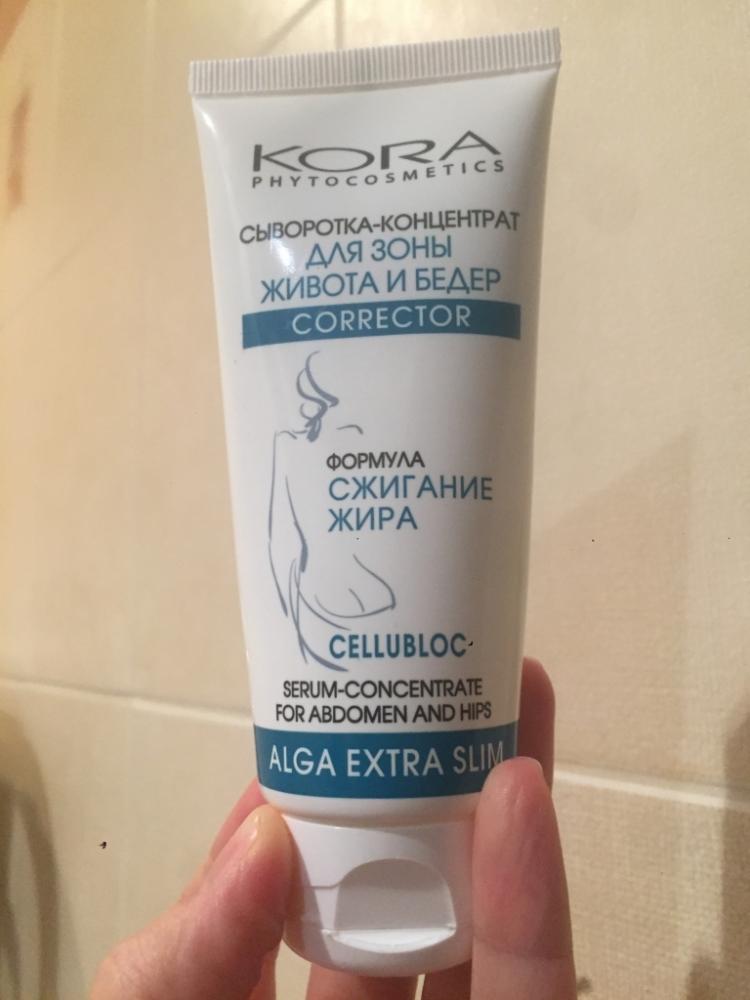 KORA
PHYTOCOSMETICS
СЫВОРОТКА-КОНЦЕНТРАТ
ДЛЯ ЗОНЫ
ЖИВОТА И БЕДЕР
CORRECTOR
ФОРМУЛА
СЖИГАНИЕ
ЖИРА
CELLUBLOC
SERUM-CONCENTRATE
FOR ABDOMEN AND HIPS
ALGA EXTRA SLIM